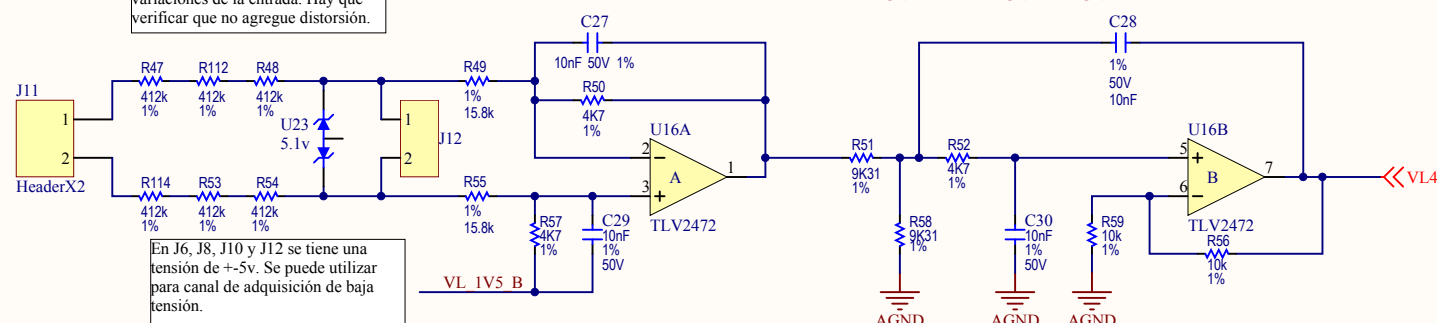 variaciones de la entrada. Hay que
verificar que no agregue distorsión.
C27
10nF 50V 1%
C28
1%
50V
10nF
J11
1
2
HeaderX2
R47
412k
1%
R112
412k
1%
R48
412k
1%
U23
5.1v
1
2
J12
R49
1%
15.8k
R50
4K7
1%
U16A
2
3
A
1
TLV2472
R51
9K31
1%
R52
4K7
1%
U16B
5
6
B
7
TLV2472
VL4
R114
412k
1%
R53
412k
1%
R54
412k
1%
R55
1%
15.8k
R57
4K7
1%
C29
10nF
1%
50V
R58
9K31
1%
C30
10nF
1%
50V
R59
10k
1%
R56
10k
1%
En J6, J8, J10 y J12 se tiene una
tensión de +-5v. Se puede utilizar
para canal de adquisición de baja
tensión.
VL_1V5_B
AGND
AGND
AGND